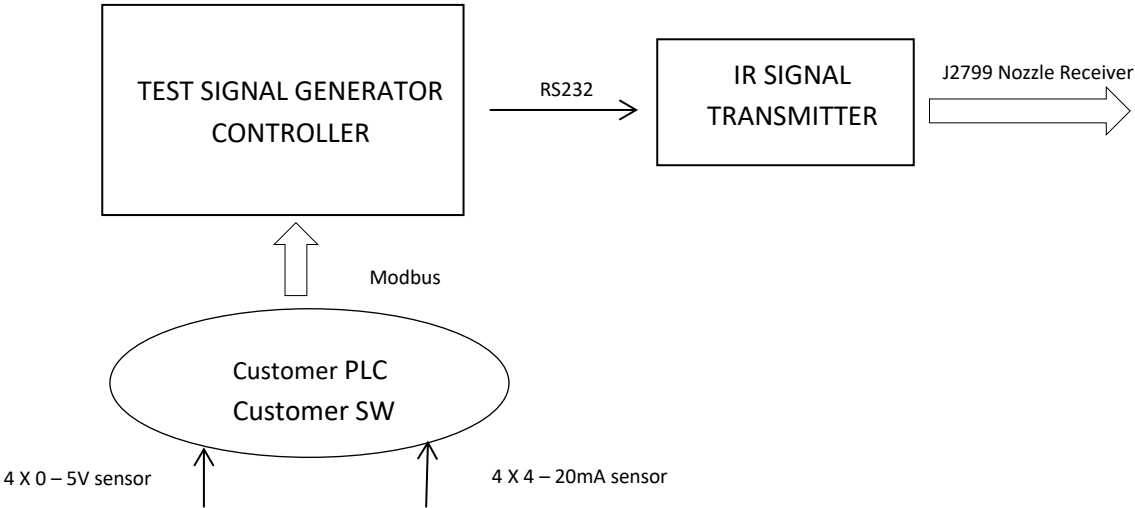 TEST SIGNAL GENERATOR
CONTROLLER
RS232
IR SIGNAL
TRANSMITTER
J2799 Nozzle Receiver
Modbus
Customer PLC
Customer SW
4 X 0 – 5V sensor
4 X 4 – 20mA sensor